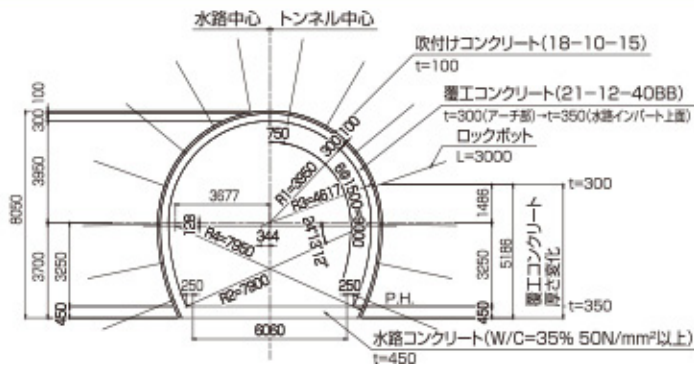 水路中心 トンネル中心
吹付けコンクリート(18-10-15)
t=100
覆工コンクリート(21-12-40BB)
t=300(アーチ部)→t=350(水路インバート上面)
ロックボット
L=3000
300 100
3950
8050
3700
3250
450
750
300 100
R1=3950
R3=4617
6@1500=9000
3677
128
344
24°13'12"
R4=7950
R2=7900
250
250
6060
P.H.
t=300
1486
5186
3250
450
覆工コンクリート
厚さ変化
t=350
水路コンクリート(W/C=35% 50N/mm²以上)
t=450